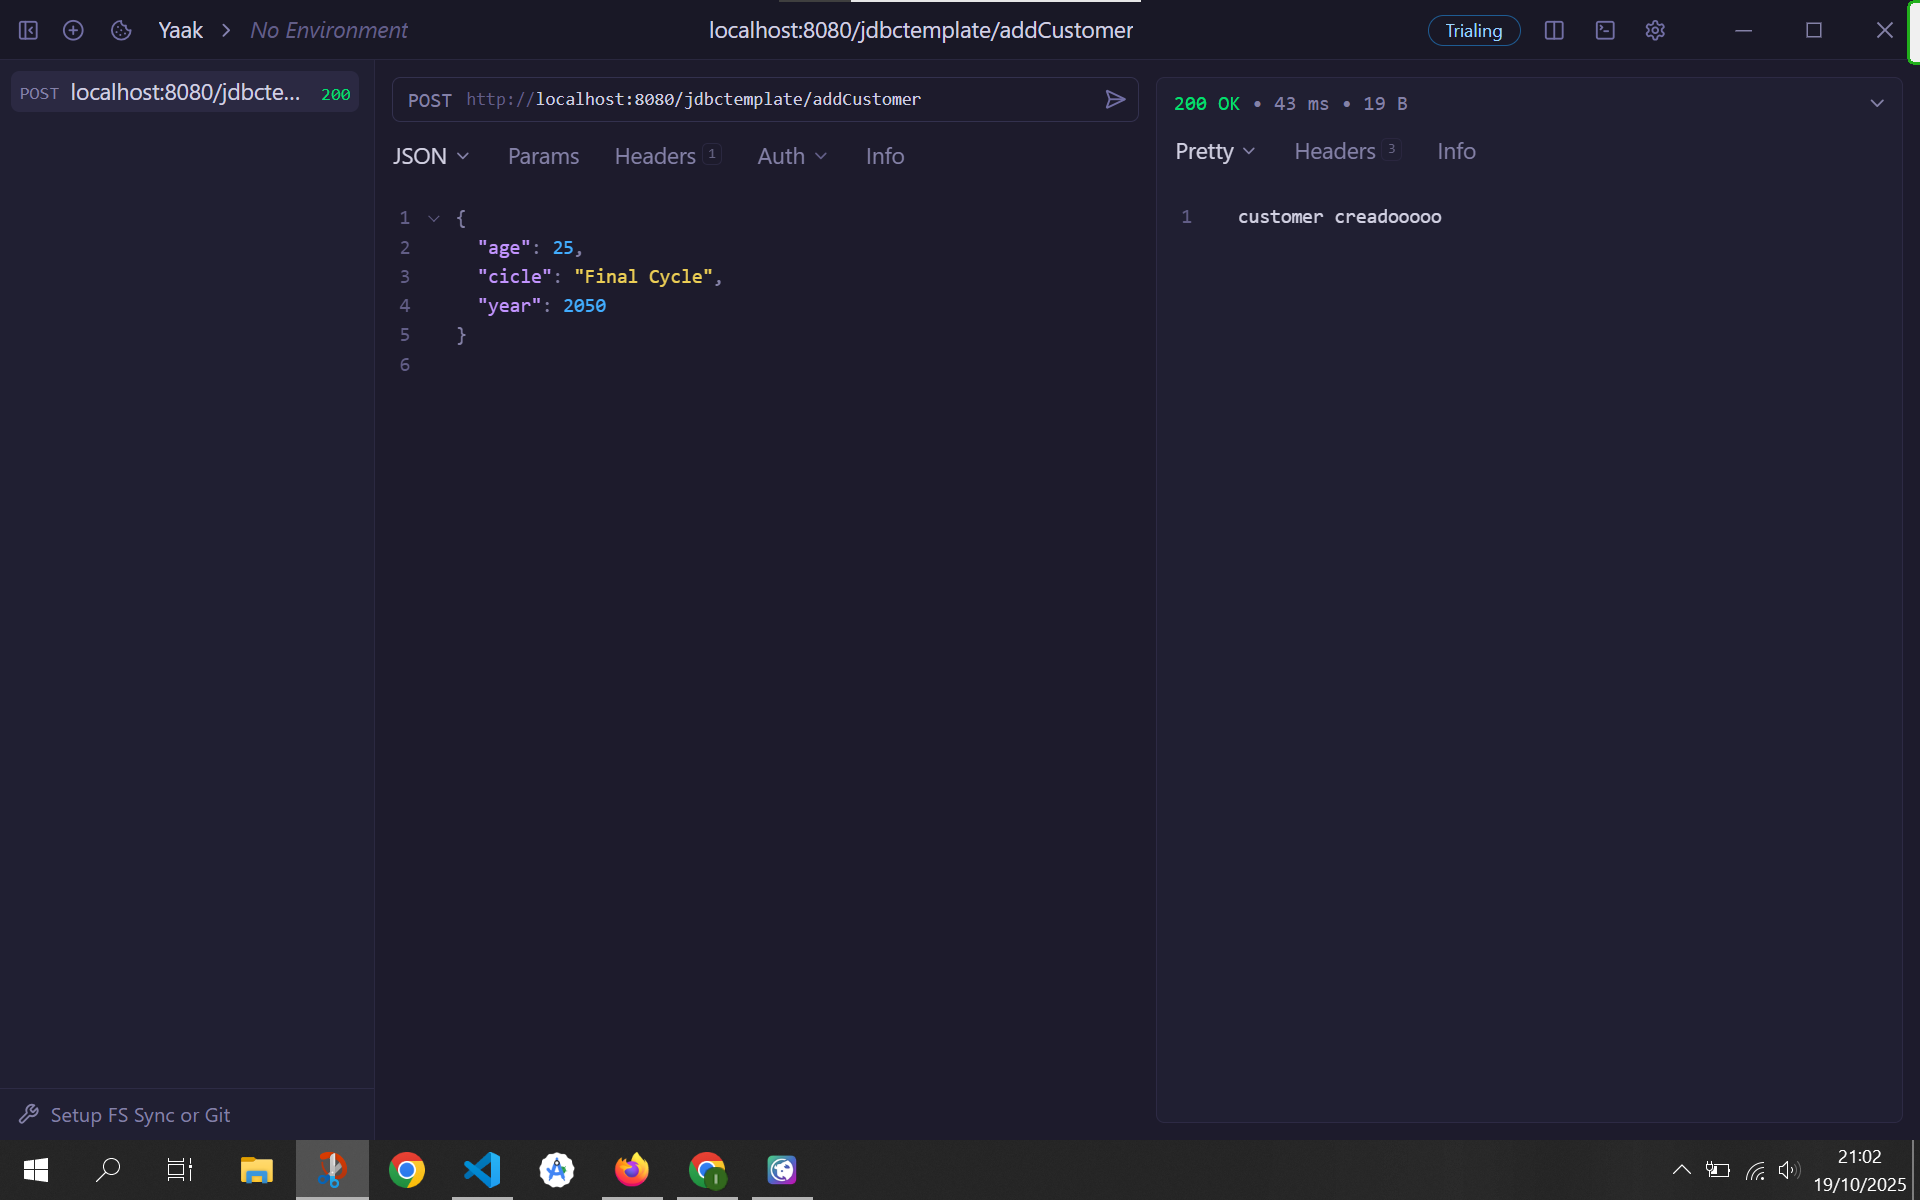 Yaak > No Environment
localhost:8080/jdbctemplate/addCustomer
Trialing
POST localhost:8080/jdbcte... 200
POST http://localhost:8080/jdbctemplate/addCustomer
JSON Params Headers 1 Auth Info
1 {
2 "age": 25,
3 "cicle": "Final Cycle",
4 "year": 2050
5 }
6
200 OK • 43 ms • 19 B
Pretty Headers 3 Info
1 customer creadooooo
Setup FS Sync or Git
21:02
19/10/2025